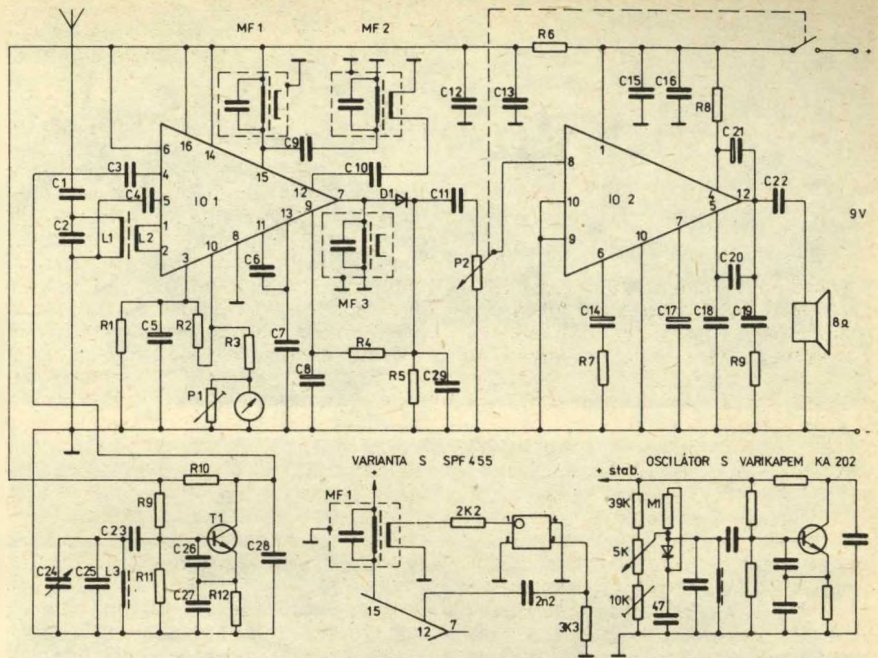 MF 1
MF 2
R6
+
C12
C13
C15
C16
R8
C21
C9
6
16
14
15
1
C3
4
C10
8
4
12
C22
C1
C4
5
IO 1
12
7
D1
C11
10
IO 2
5
9V
C2
L1
L2
1
2
9
13
11
8
10
3
9
6
10
7
C20
P2
C6
MF 3
C14
C17
C18
C19
8Ω
R1
C5
R2
R3
C7
R4
R7
R9
P1
C8
R5
C29
-
VARIANTA S SPF 455
+ stab.
OSCILÁTOR S VARIKAPEM KA 202
R10
MF 1
+
R9
T1
2K2
1
4
39K
M1
C23
C26
C28
5K
C24
C25
L3
R11
C27
R12
15
2n2
10K
47
12
7
3K3